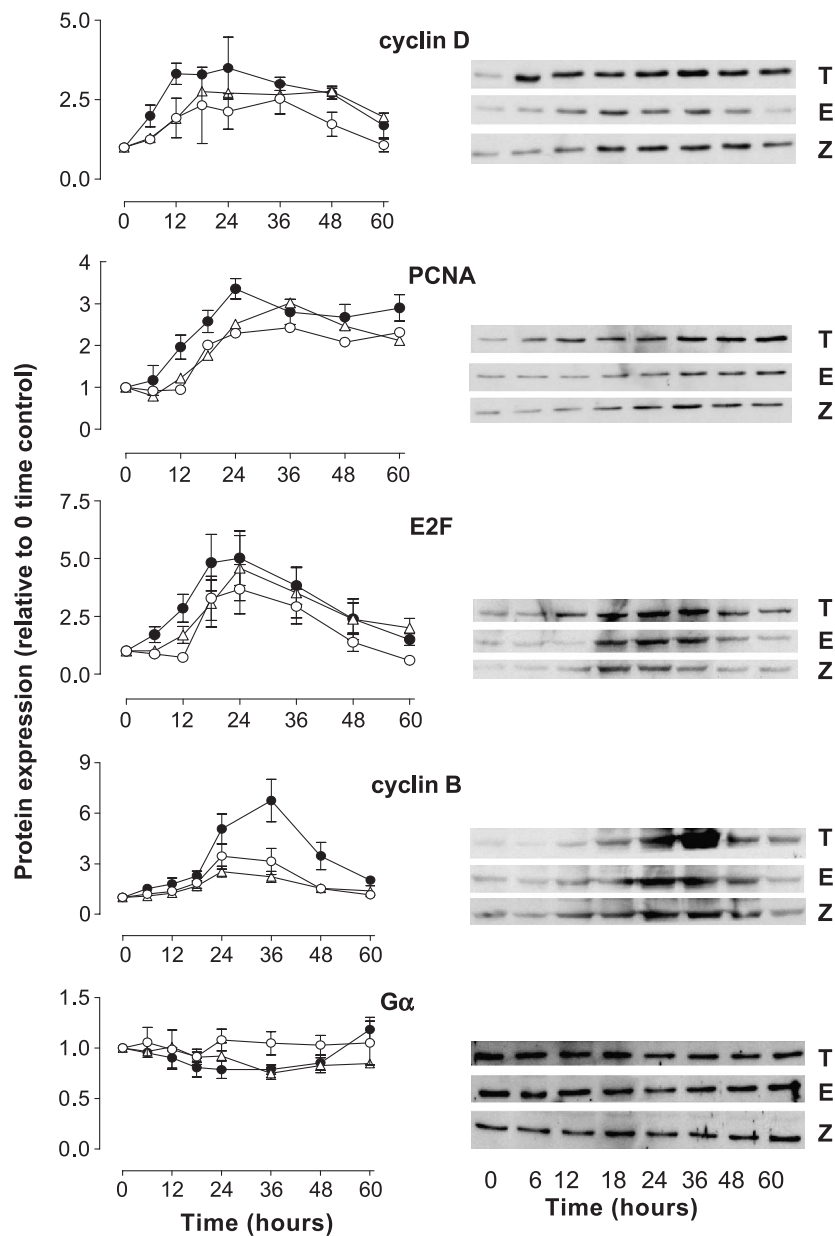 Protein expression (relative to 0 time control)
cyclin D
5.0
2.5
0.0
0 12 24 36 48 60
T
E
Z
PCNA
4
3
2
1
0
0 12 24 36 48 60
T
E
Z
E2F
7.5
5.0
2.5
0.0
0 12 24 36 48 60
T
E
Z
cyclin B
9
6
3
0
0 12 24 36 48 60
T
E
Z
Gα
1.5
1.0
0.5
0.0
0 12 24 36 48 60
Time (hours)
T
E
Z
0 6 12 18 24 36 48 60
Time (hours)